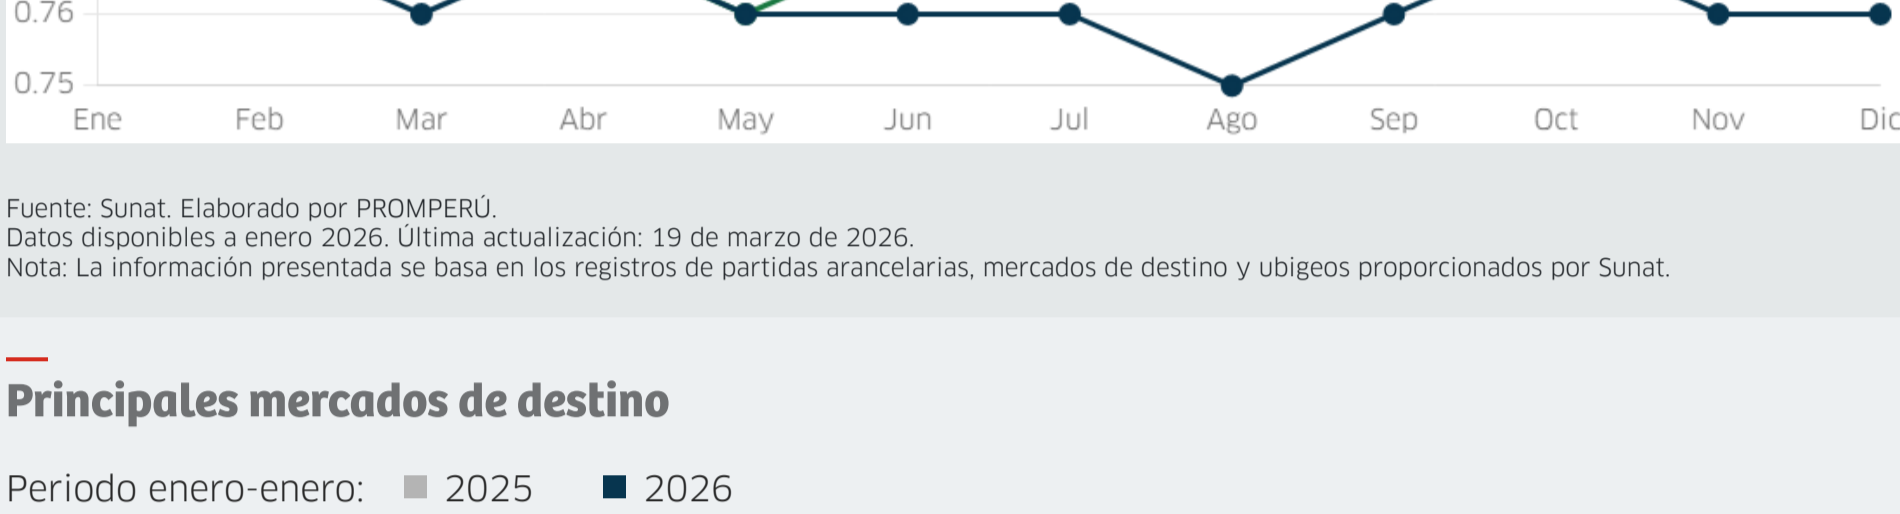 0.76
0.75
Ene Feb Mar Abr May Jun Jul Ago Sep Oct Nov Dic
Fuente: Sunat. Elaborado por PROMPERÚ.
Datos disponibles a enero 2026. Última actualización: 19 de marzo de 2026.
Nota: La información presentada se basa en los registros de partidas arancelarias, mercados de destino y ubigeos proporcionados por Sunat.
Principales mercados de destino
Periodo enero-enero: 2025 2026